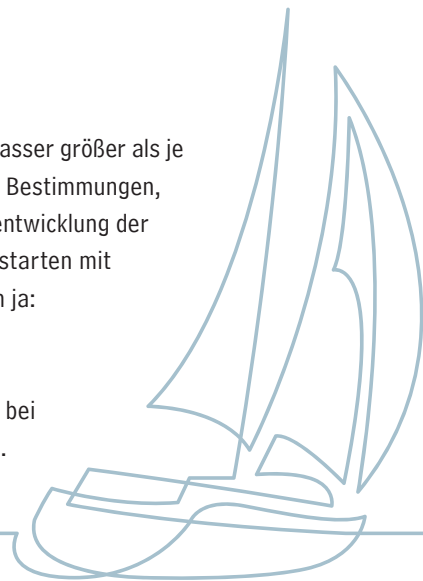 asser größer als je
Bestimmungen,
entwicklung der
starten mit
ja:
bei
.